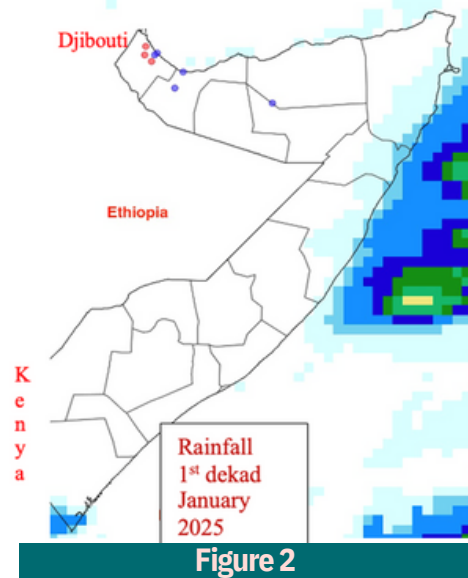 Djibouti
Ethiopia
K
e
n
y
a
Rainfall
1st dekad
January
2025
Figure 2